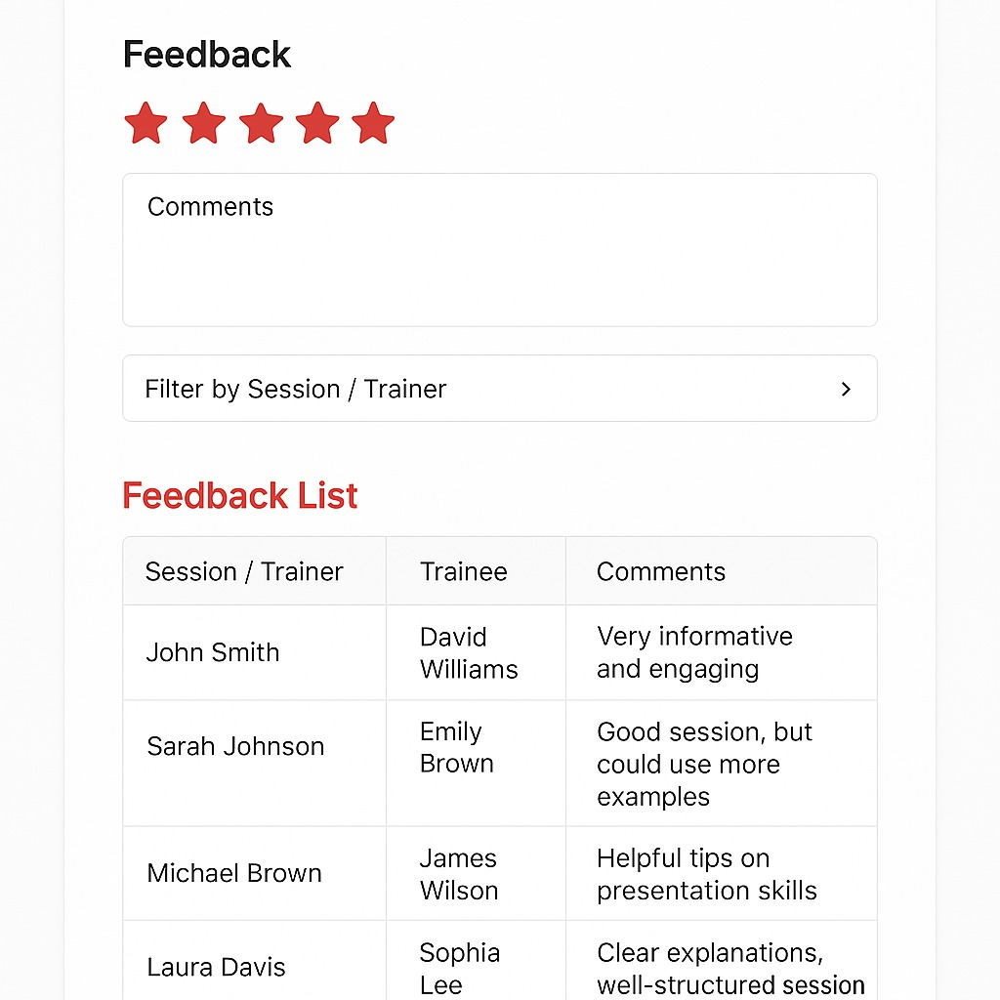 Feedback
Comments
Filter by Session / Trainer
Feedback List
Session / Trainer
Trainee
Comments
John Smith
David
Williams
Very informative
and engaging
Sarah Johnson
Emily
Brown
Good session, but
could use more
examples
Michael Brown
James
Wilson
Helpful tips on
presentation skills
Laura Davis
Sophia
Lee
Clear explanations,
well-structured session